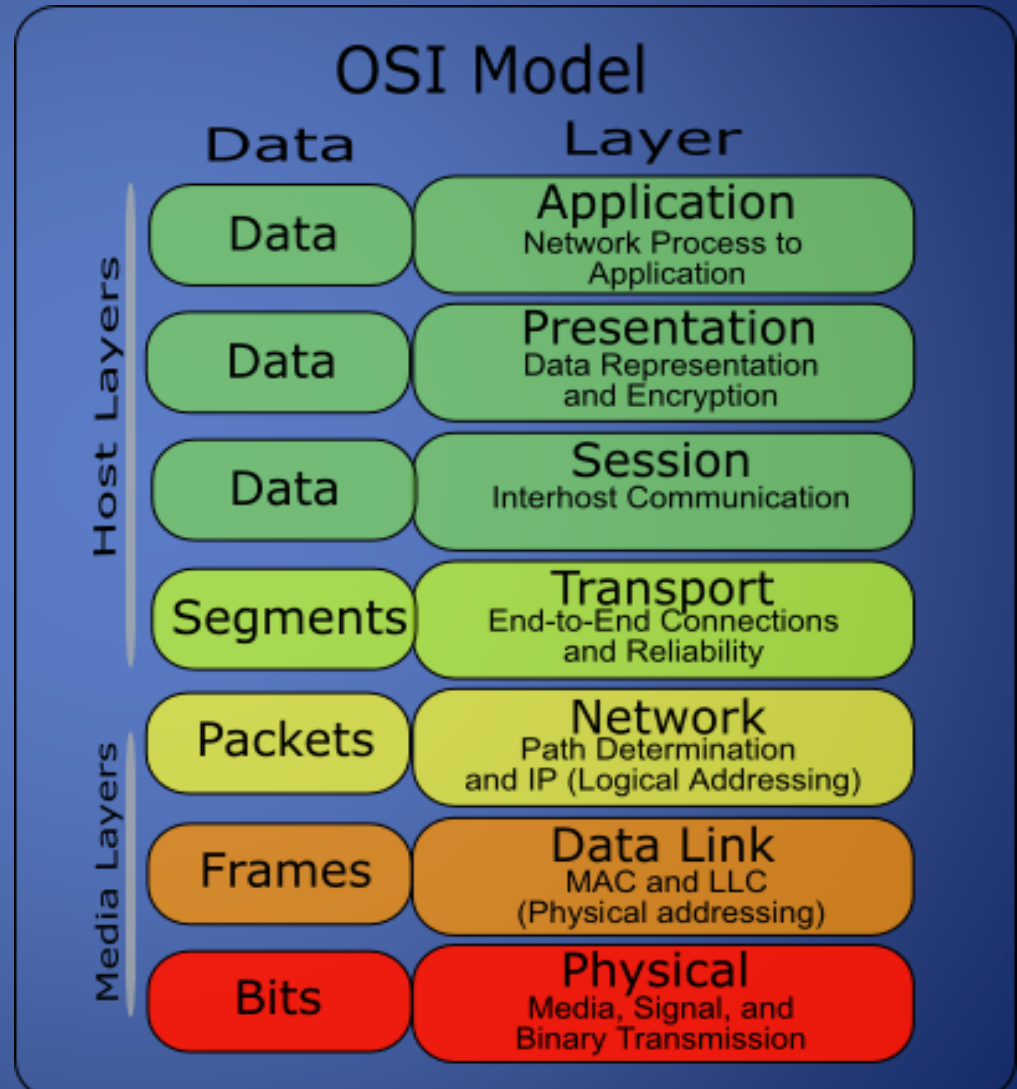 OSI Model
Data
Layer
Host Layers
Data
Application
Network Process to
Application
Data
Presentation
Data Representation
and Encryption
Data
Session
Interhost Communication
Segments
Transport
End-to-End Connections
and Reliability
Media Layers
Packets
Network
Path Determination
and IP (Logical Addressing)
Frames
Data Link
MAC and LLC
(Physical addressing)
Bits
Physical
Media, Signal, and
Binary Transmission